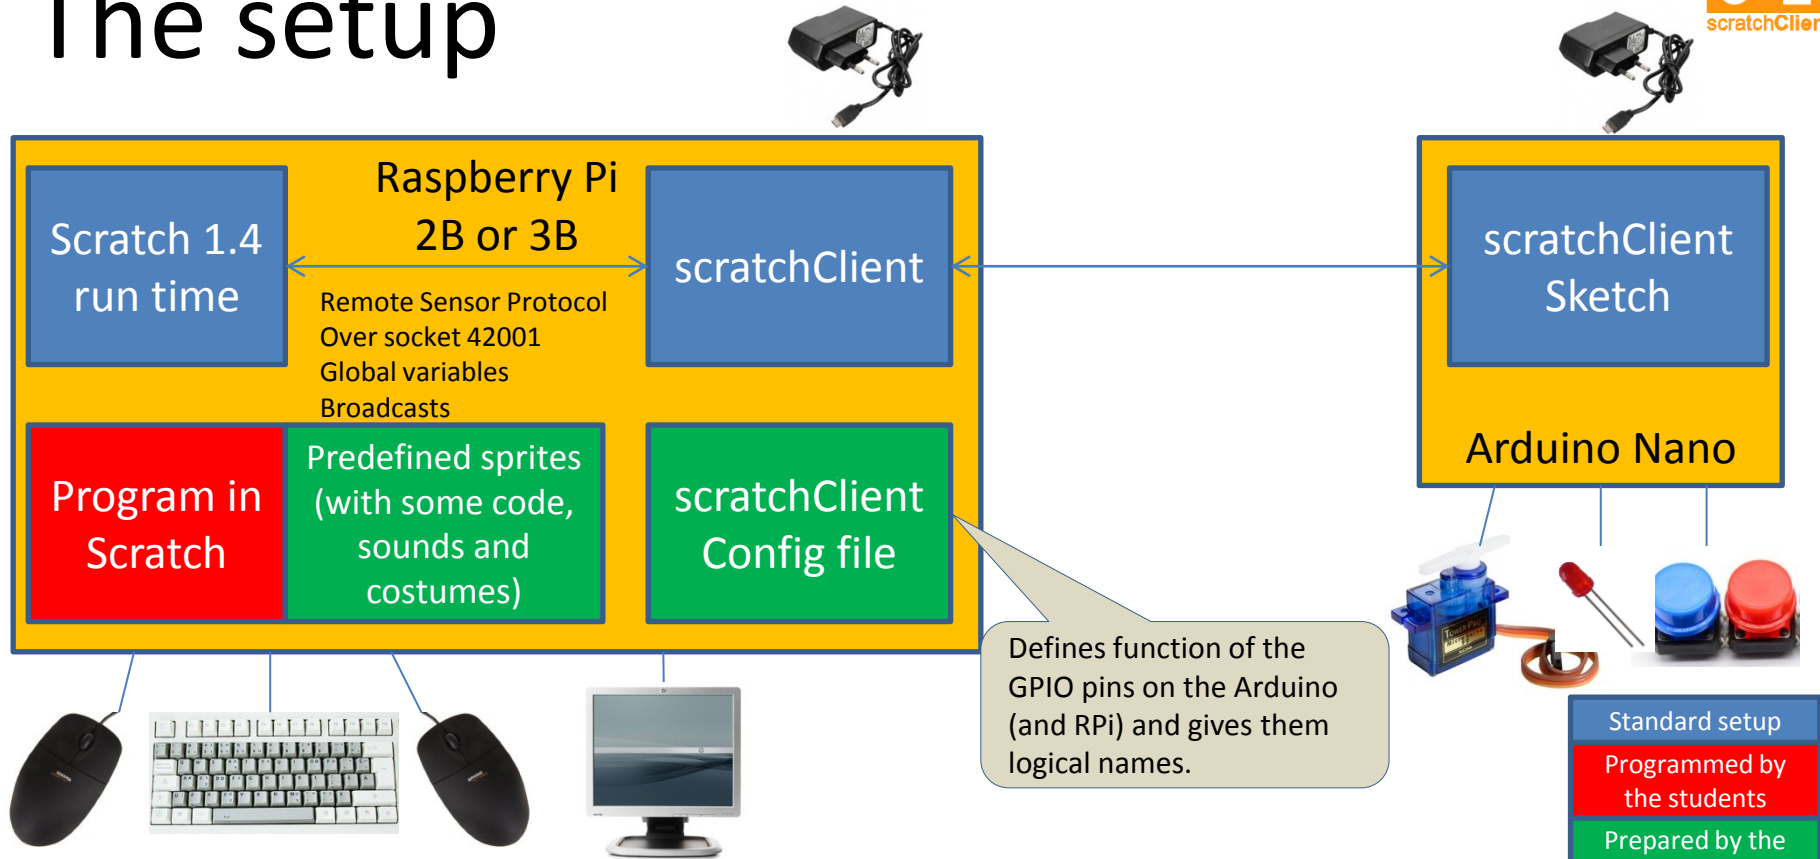 The setup
scratchClient
Raspberry Pi
2B or 3B
Scratch 1.4
run time
Remote Sensor Protocol
Over socket 42001
Global variables
Broadcasts
scratchClient
scratchClient
Sketch
Arduino Nano
Program in
Scratch
Predefined sprites
(with some code,
sounds and
costumes)
scratchClient
Config file
Defines function of the
GPIO pins on the Arduino
(and RPi) and gives them
logical names.
Standard setup
Programmed by
the students
Prepared by the